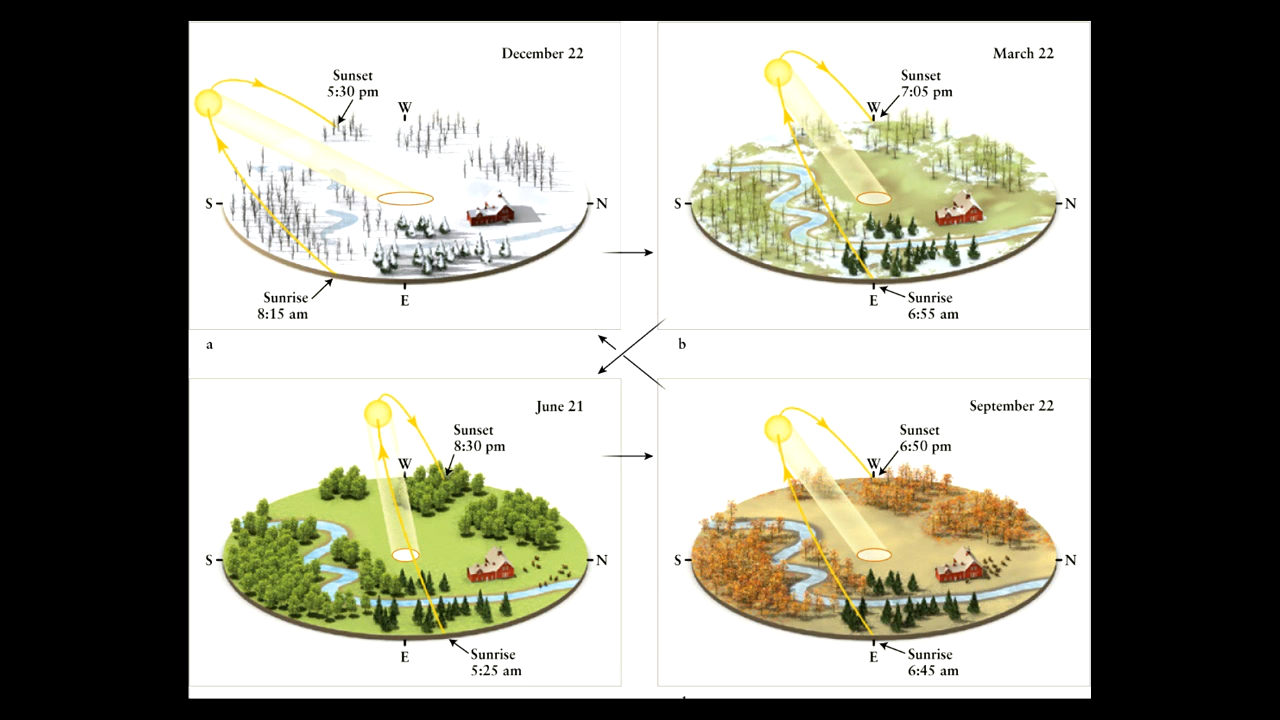 December 22
Sunset
5:30 pm
W
S
N
Sunrise
8:15 am
E
a
March 22
Sunset
7:05 pm
W
S
N
E
Sunrise
6:55 am
b
June 21
Sunset
8:30 pm
W
S
N
E
Sunrise
5:25 am
September 22
Sunset
6:50 pm
W
S
N
E
Sunrise
6:45 am